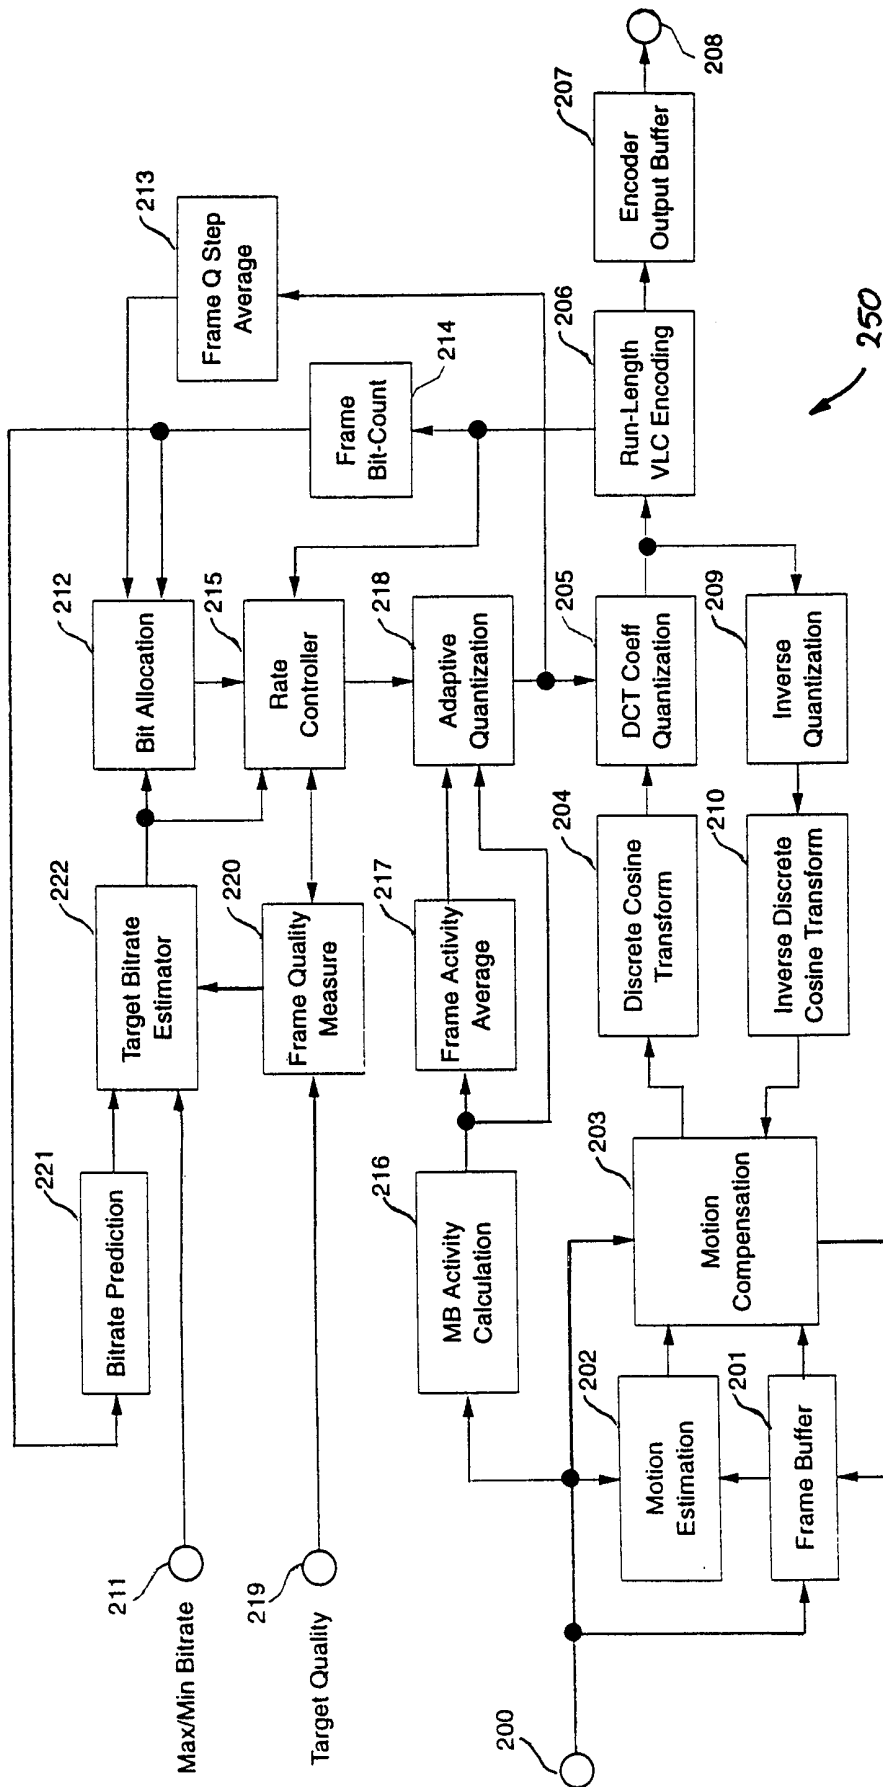 211
Max/Min Bitrate
219
Target Quality
200
221
Bitrate Prediction
222
Target Bitrate
Estimator
212
Bit Allocation
213
Frame Q Step
Average
220
Frame Quality
Measure
215
Rate
Controller
214
Frame
Bit-Count
216
MB Activity
Calculation
217
Frame Activity
Average
218
Adaptive
Quantization
202
Motion
Estimation
201
Frame Buffer
203
Motion
Compensation
204
Discrete Cosine
Transform
205
DCT Coeff
Quantization
206
Run-Length
VLC Encoding
207
Encoder
Output Buffer
208
210
Inverse Discrete
Cosine Transform
209
Inverse
Quantization
250